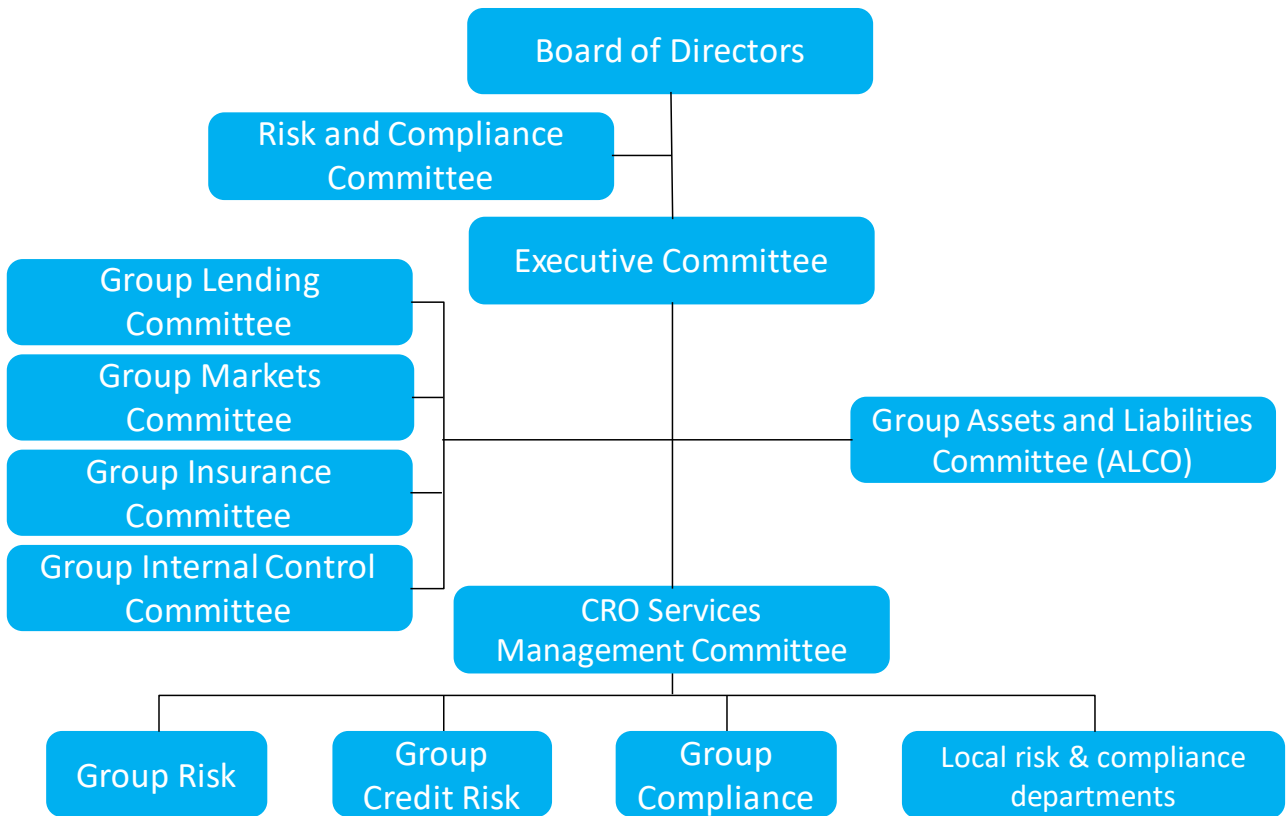 Board of Directors
Risk and Compliance
Committee
Executive Committee
Group Lending
Committee
Group Markets
Committee
Group Insurance
Committee
Group Internal Control
Committee
Group Assets and Liabilities
Committee (ALCO)
CRO Services
Management Committee
Group Risk
Group
Credit Risk
Group
Compliance
Local risk & compliance
departments